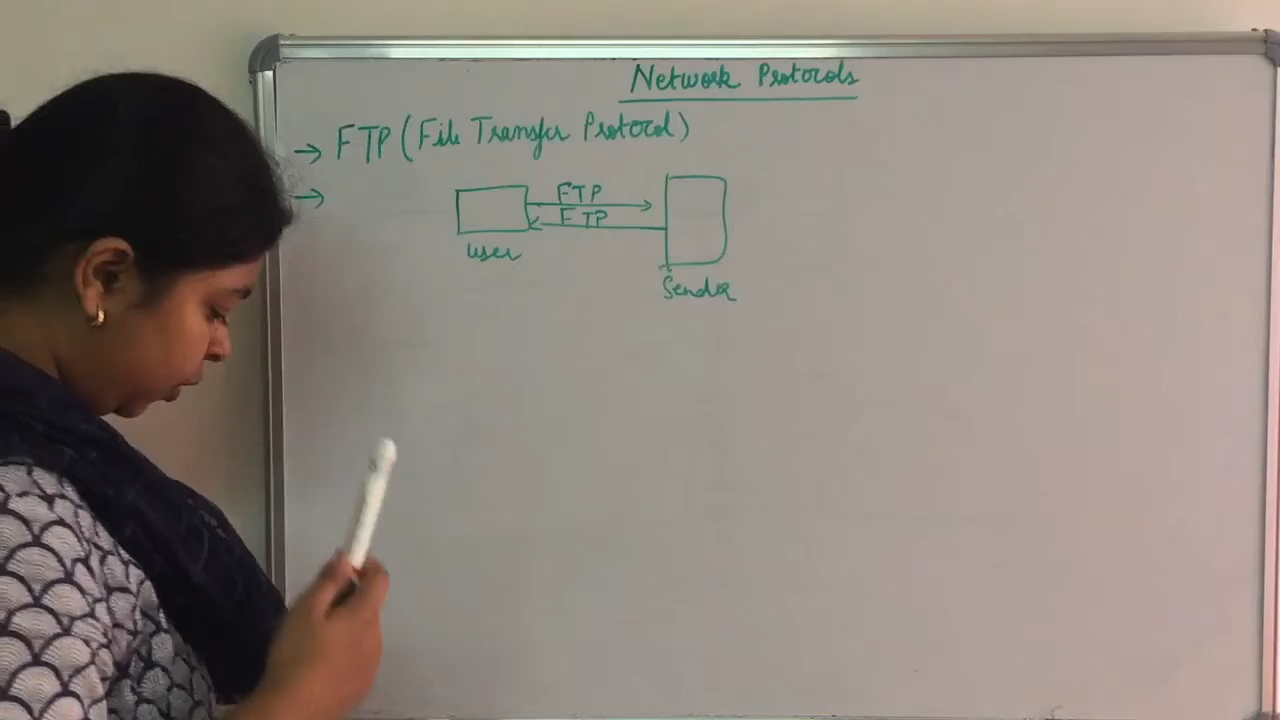 Network Protocols
→ FTP (File Transfer Protocol)
→
FTP
FTP
user
Sender